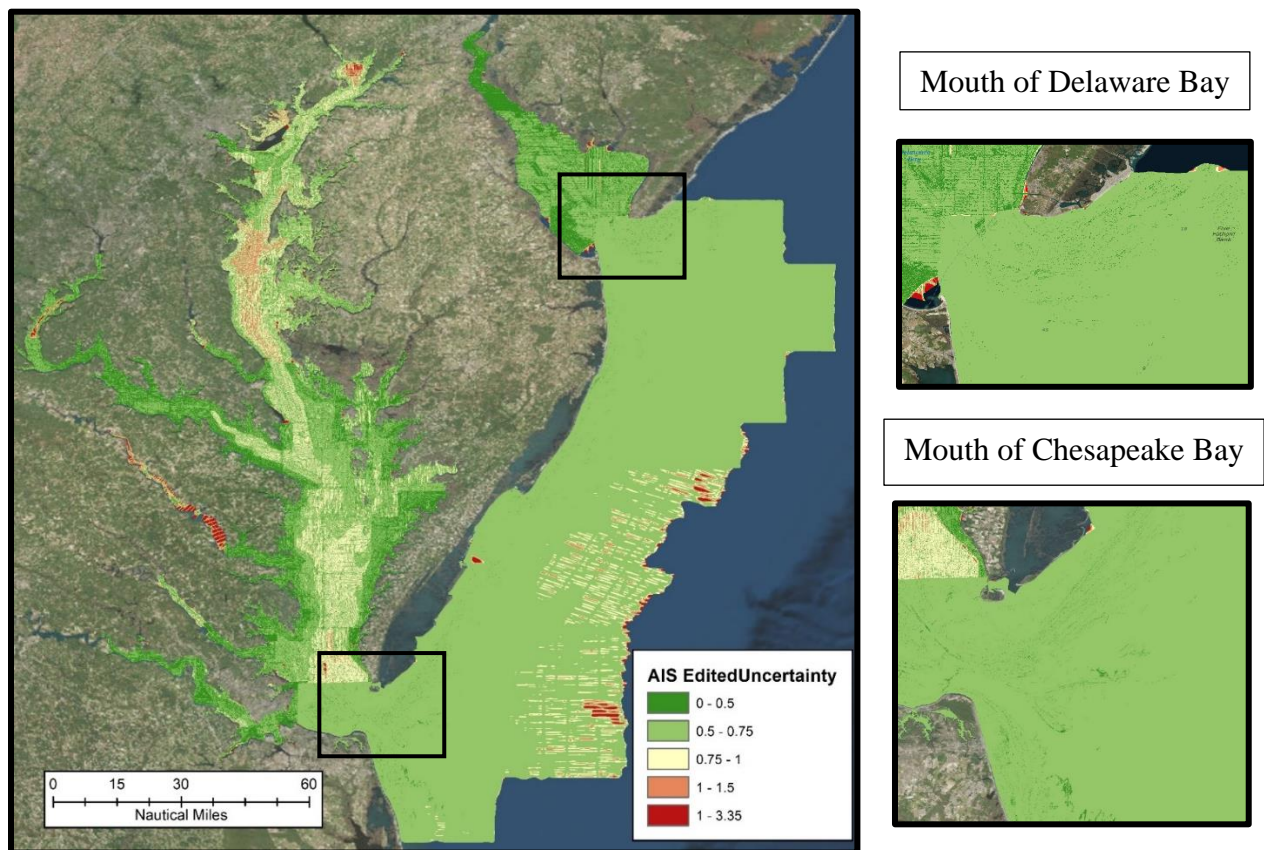 Mouth of Delaware Bay
Mouth of Chesapeake Bay
AIS EditedUncertainty
0 - 0.5
0.5 - 0.75
0.75 - 1
1 - 1.5
1 - 3.35
0 15 30 60
Nautical Miles